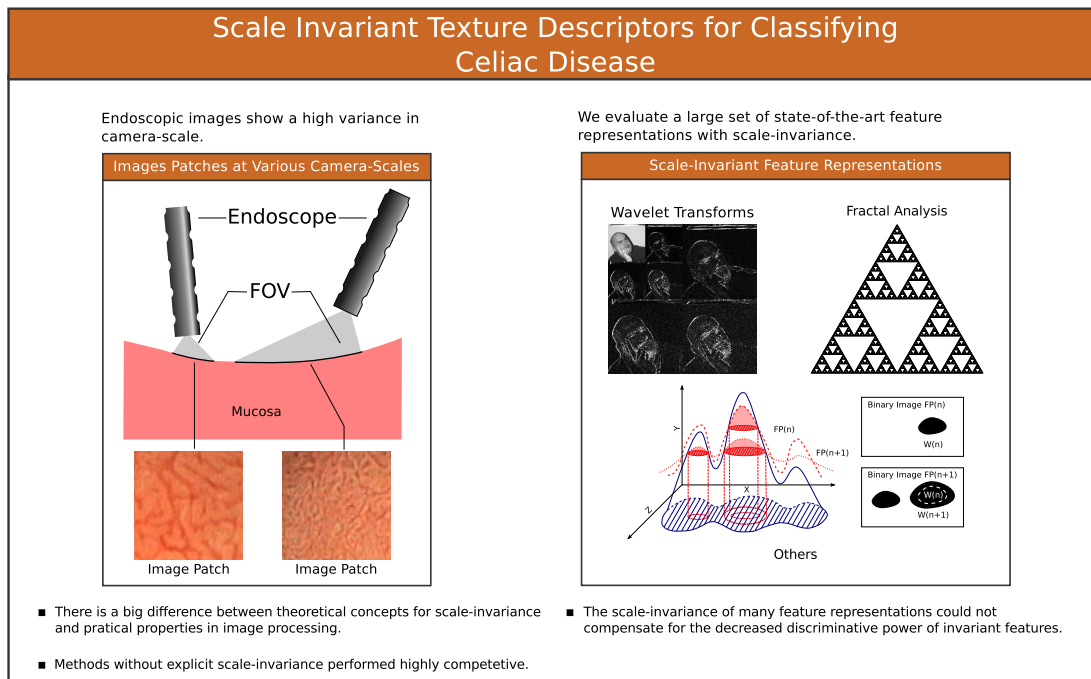 Scale Invariant Texture Descriptors for Classifying
Celiac Disease
Endoscopic images show a high variance in
camera-scale.
Images Patches at Various Camera-Scales
Endoscope
FOV
Mucosa
Image Patch
Image Patch
We evaluate a large set of state-of-the-art feature
representations with scale-invariance.
Scale-Invariant Feature Representations
Wavelet Transforms
Fractal Analysis
Y
X
Z
FP(n)
FP(n+1)
Binary Image FP(n)
W(n)
Binary Image FP(n+1)
W(n)
W(n+1)
Others
▪ There is a big difference between theoretical concepts for scale-invariance
and pratical properties in image processing.
▪ Methods without explicit scale-invariance performed highly competetive.
▪ The scale-invariance of many feature representations could not
compensate for the decreased discriminative power of invariant features.